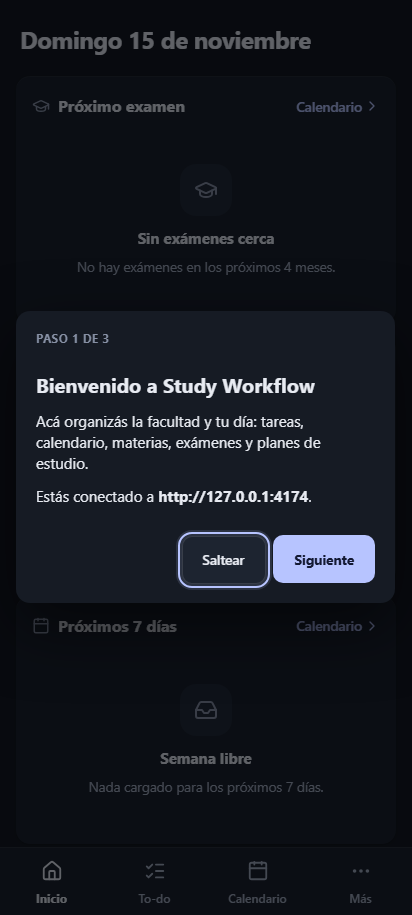 Domingo 15 de noviembre
Próximo examen
Calendario
Sin exámenes cerca
No hay exámenes en los próximos 4 meses.
PASO 1 DE 3
Bienvenido a Study Workflow
Acá organizás la facultad y tu día: tareas,
calendario, materias, exámenes y planes de
estudio.
Estás conectado a http://127.0.0.1:4174.
Saltear
Siguiente
Próximos 7 días
Calendario
Semana libre
Nada cargado para los próximos 7 días.
Inicio
To-do
Calendario
Más